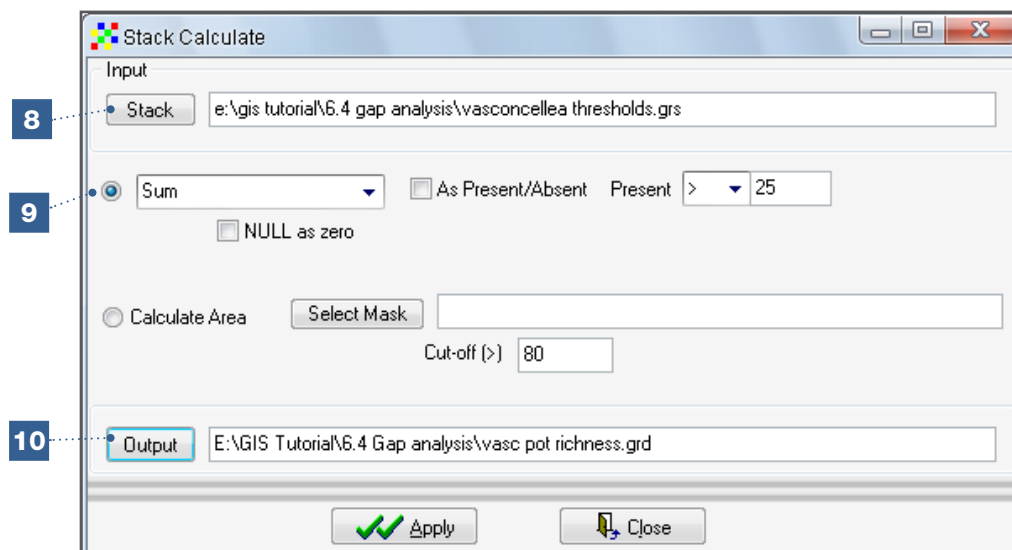 Stack Calculate
Input
8
Stack e:\gis tutorial\6.4 gap analysis\vasconcellea thresholds.grs
9
Sum As Present/Absent Present > 25
NULL as zero
Calculate Area Select Mask
Cut-off (>) 80
10
Output E:\GIS Tutorial\6.4 Gap analysis\vasc pot richness.grd
Apply Close